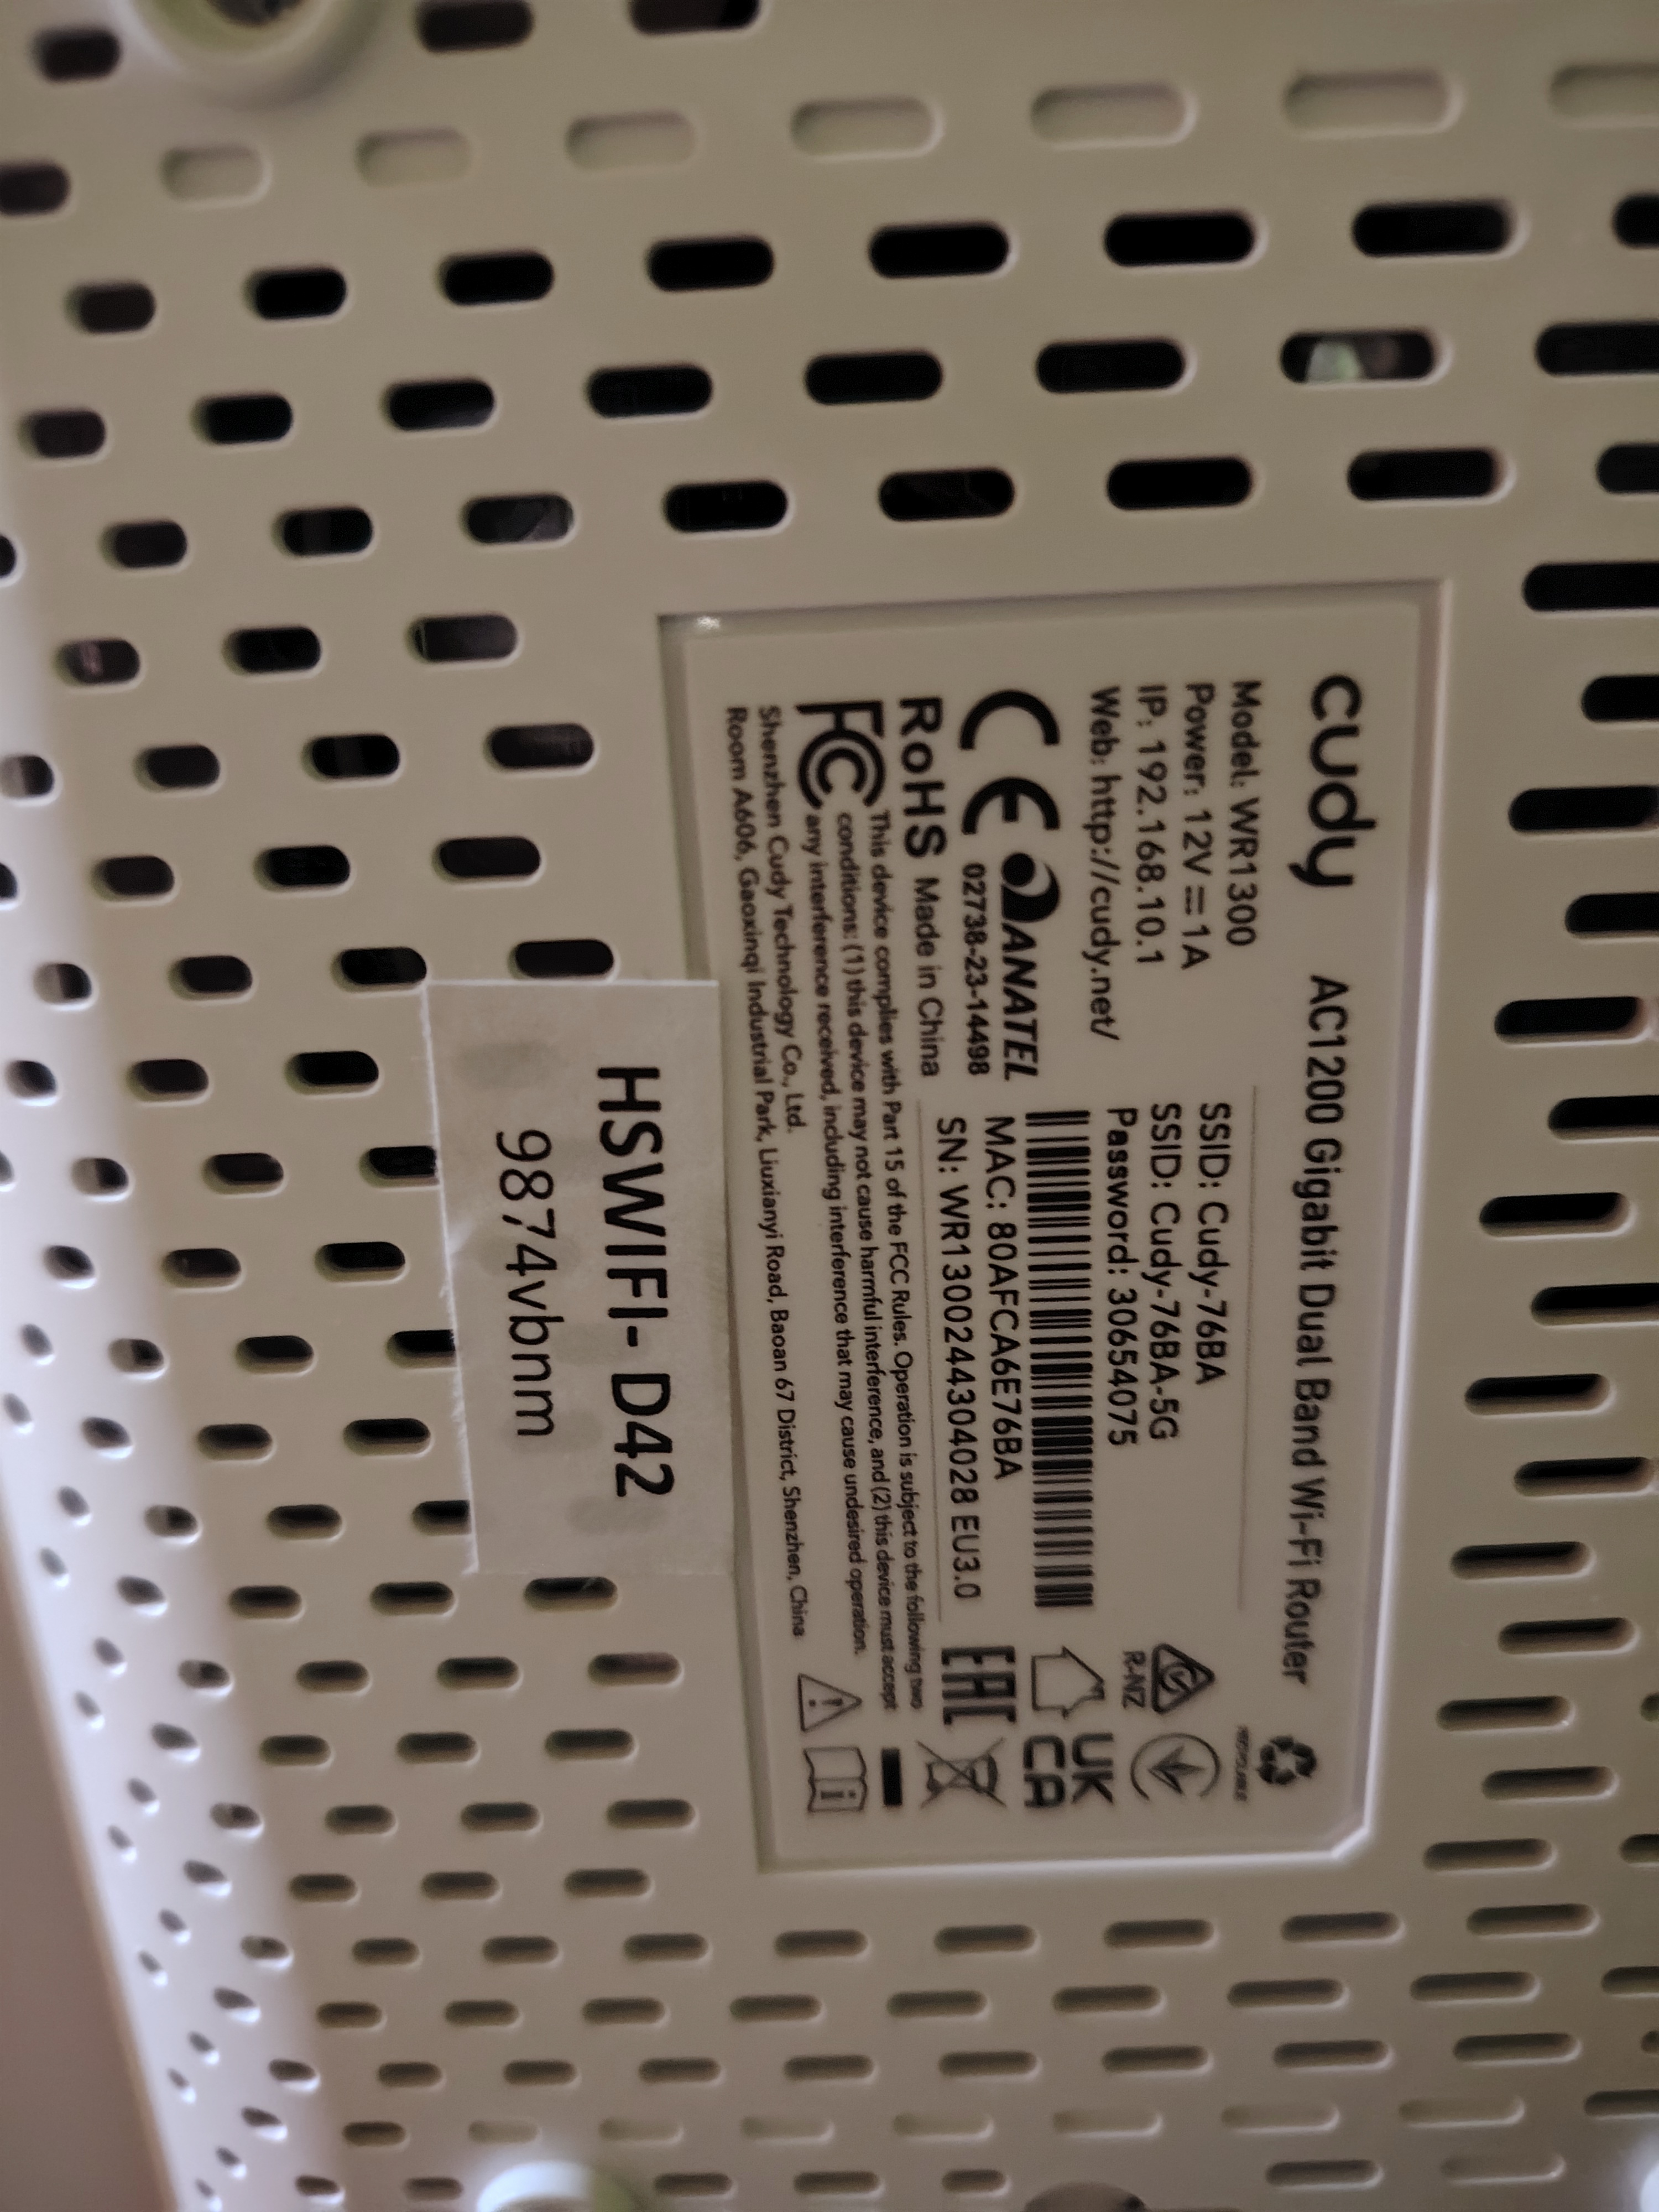 cudy AC1200 Gigabit Dual Band Wi-Fi Router
Model: WR1300
Power: 12V⎓1A
IP: 192.168.10.1
Web: http://cudy.net/
SSID: Cudy-76BA
SSID: Cudy-76BA-5G
Password: 30654075
MAC: 80AFCA6E76BA
SN: WR1300244304028 EU3.0
CE ANATEL
02738-23-14498
RoHS Made in China
FC
This device complies with Part 15 of the FCC Rules. Operation is subject to the following two
conditions: (1) this device may not cause harmful interference, and (2) this device must accept
any interference received, including interference that may cause undesired operation.
Shenzhen Cudy Technology Co., Ltd.
Room A606, Gaoxinqi Industrial Park, Liuxianyi Road, Baoan 67 District, Shenzhen, China
RECYCLABLE
R-NZ
UK
CA
EAC
HSWIFI- D42
9874vbnm